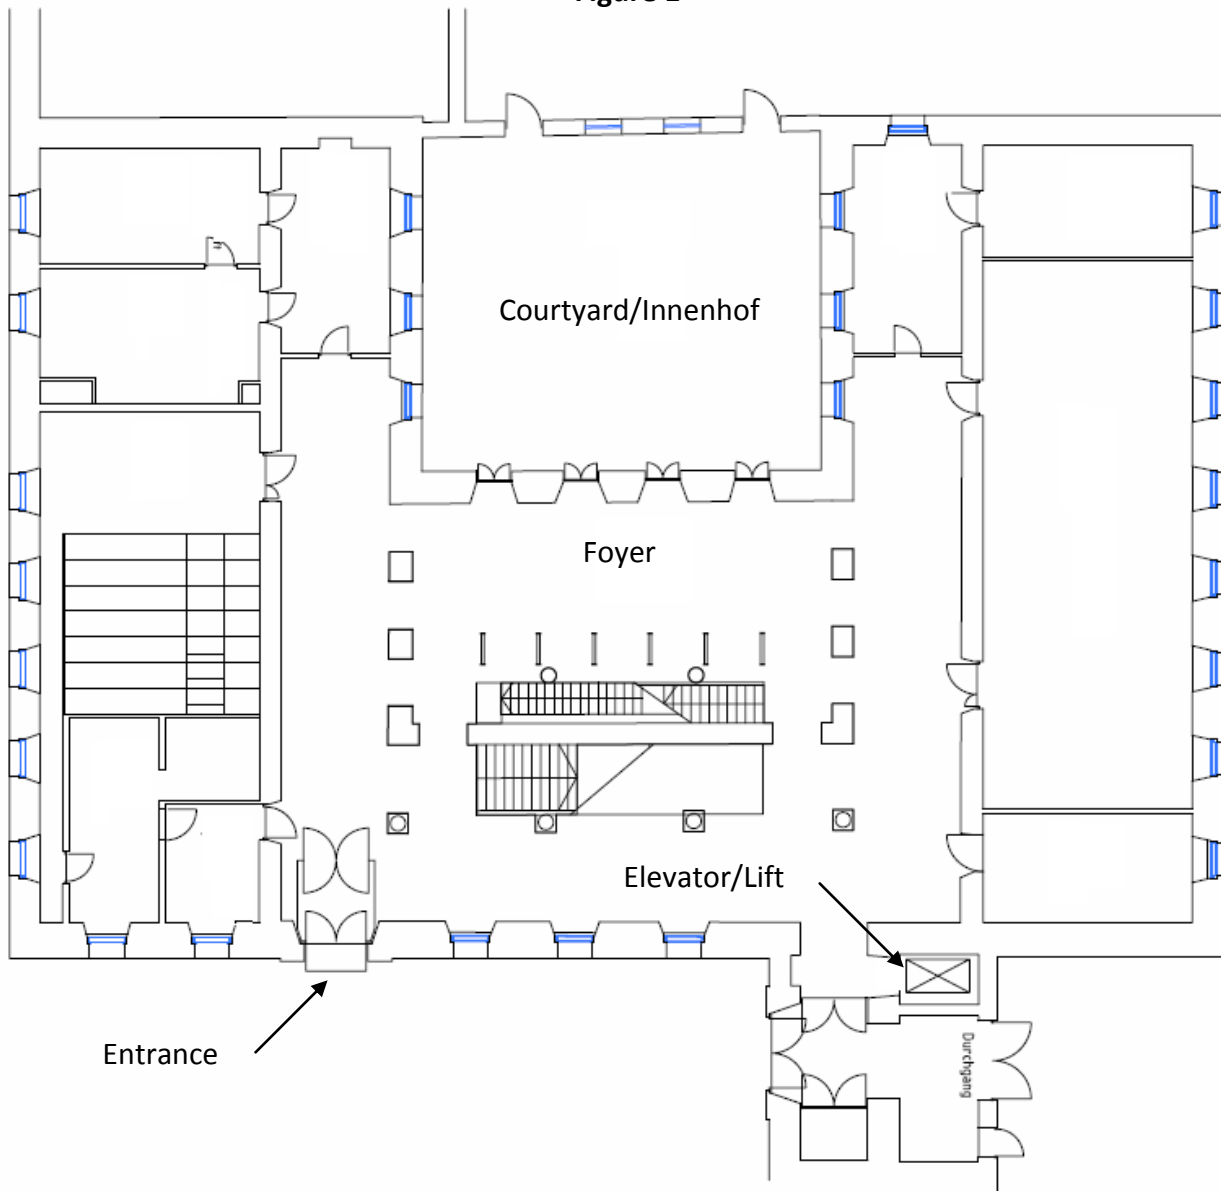 Courtyard/Innenhof
Foyer
Elevator/Lift
Entrance
Durchgang